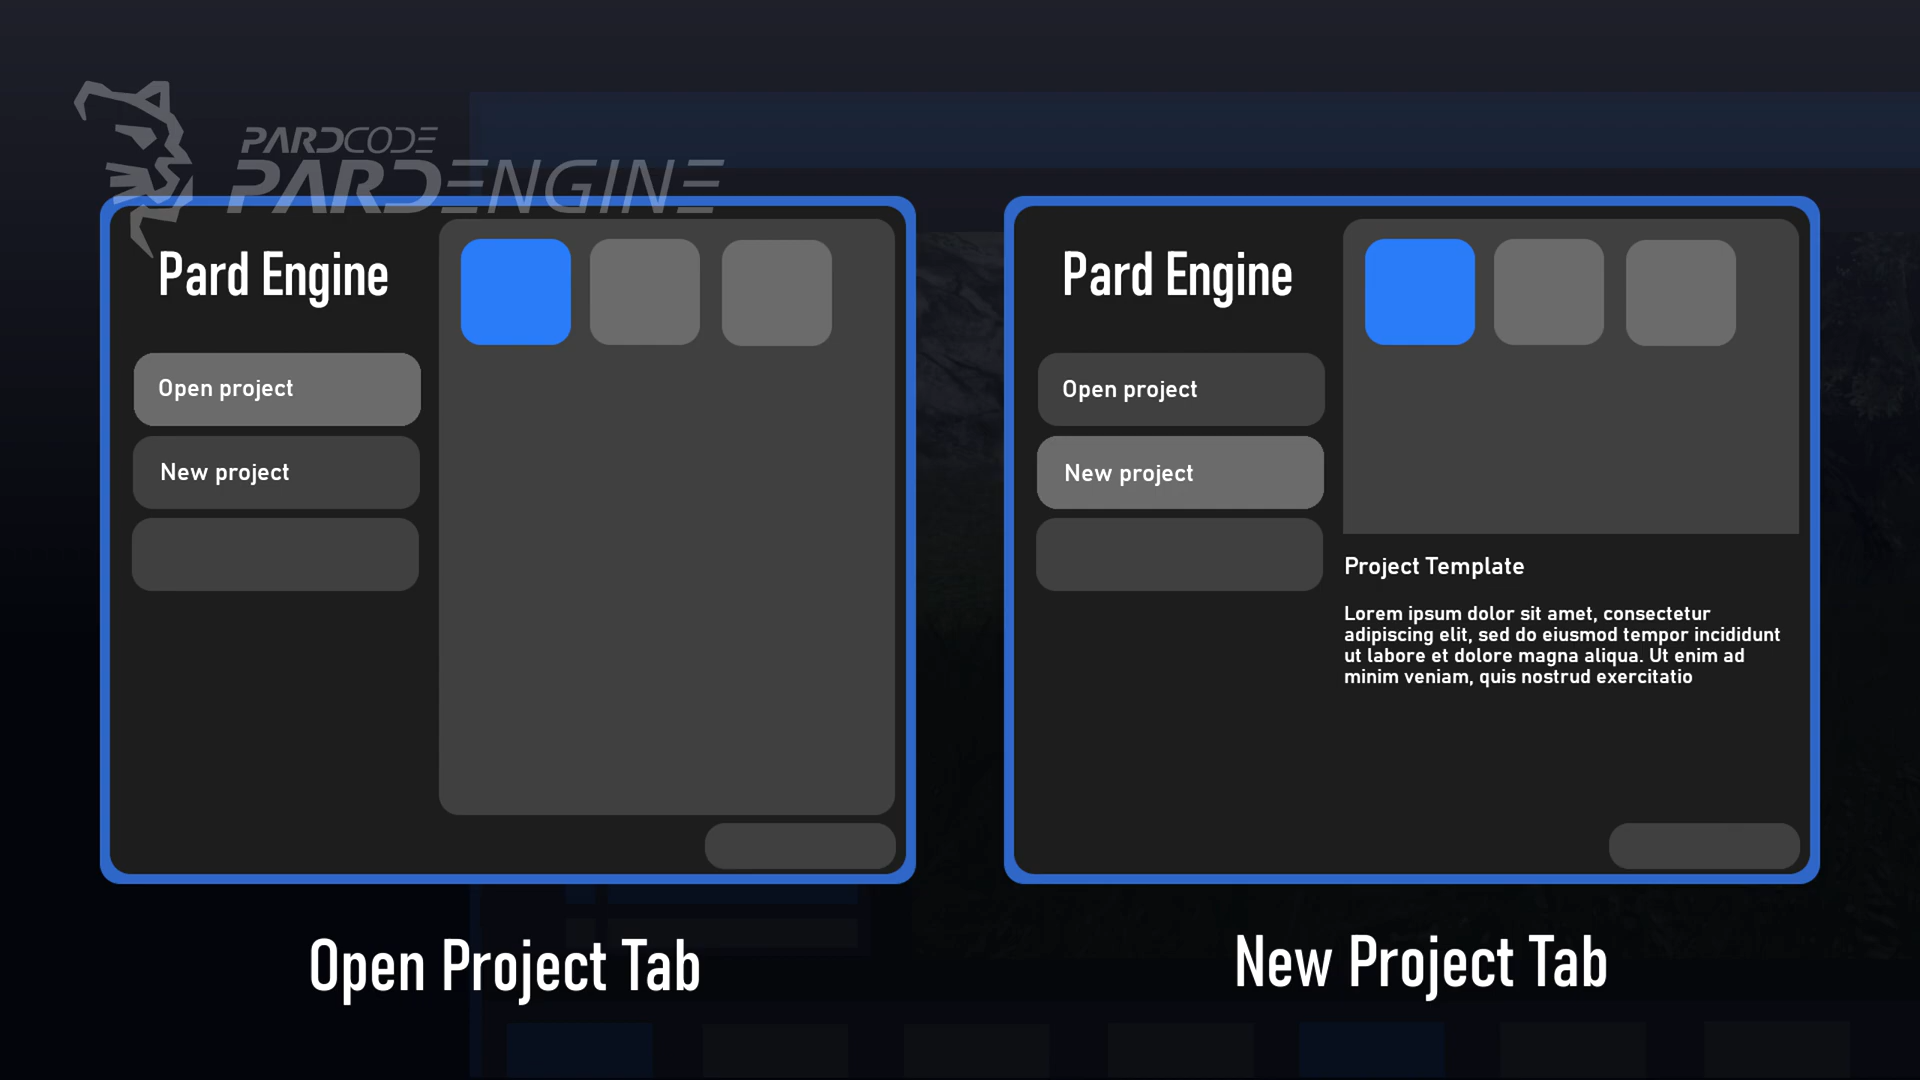 PARDCODE
PARDENGINE
Pard Engine
Open project
New project
Open Project Tab
Pard Engine
Open project
New project
Project Template
Lorem ipsum dolor sit amet, consectetur
adipiscing elit, sed do eiusmod tempor incididunt
ut labore et dolore magna aliqua. Ut enim ad
minim veniam, quis nostrud exercitatio
New Project Tab